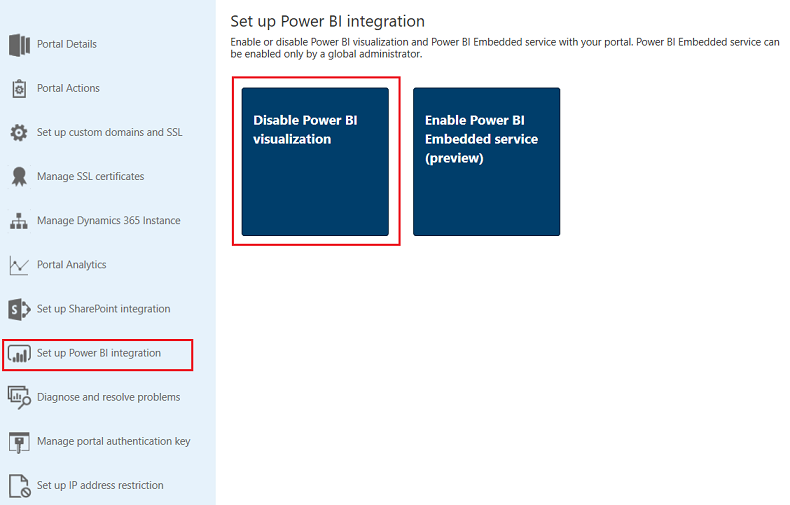 Portal Details
Portal Actions
Set up custom domains and SSL
Manage SSL certificates
Manage Dynamics 365 Instance
Portal Analytics
Set up SharePoint integration
Set up Power BI integration
Diagnose and resolve problems
Manage portal authentication key
Set up IP address restriction
Set up Power BI integration
Enable or disable Power BI visualization and Power BI Embedded service with your portal. Power BI Embedded service can
be enabled only by a global administrator.
Disable Power BI
visualization
Enable Power BI
Embedded service
(preview)